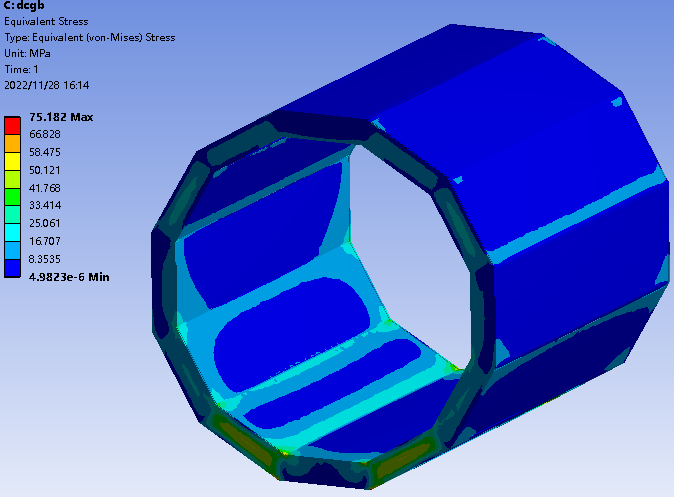 C: dcgb
Equivalent Stress
Type: Equivalent (von-Mises) Stress
Unit: MPa
Time: 1
2022/11/28 16:14
75.182 Max
66.828
58.475
50.121
41.768
33.414
25.061
16.707
8.3535
4.9823e-6 Min